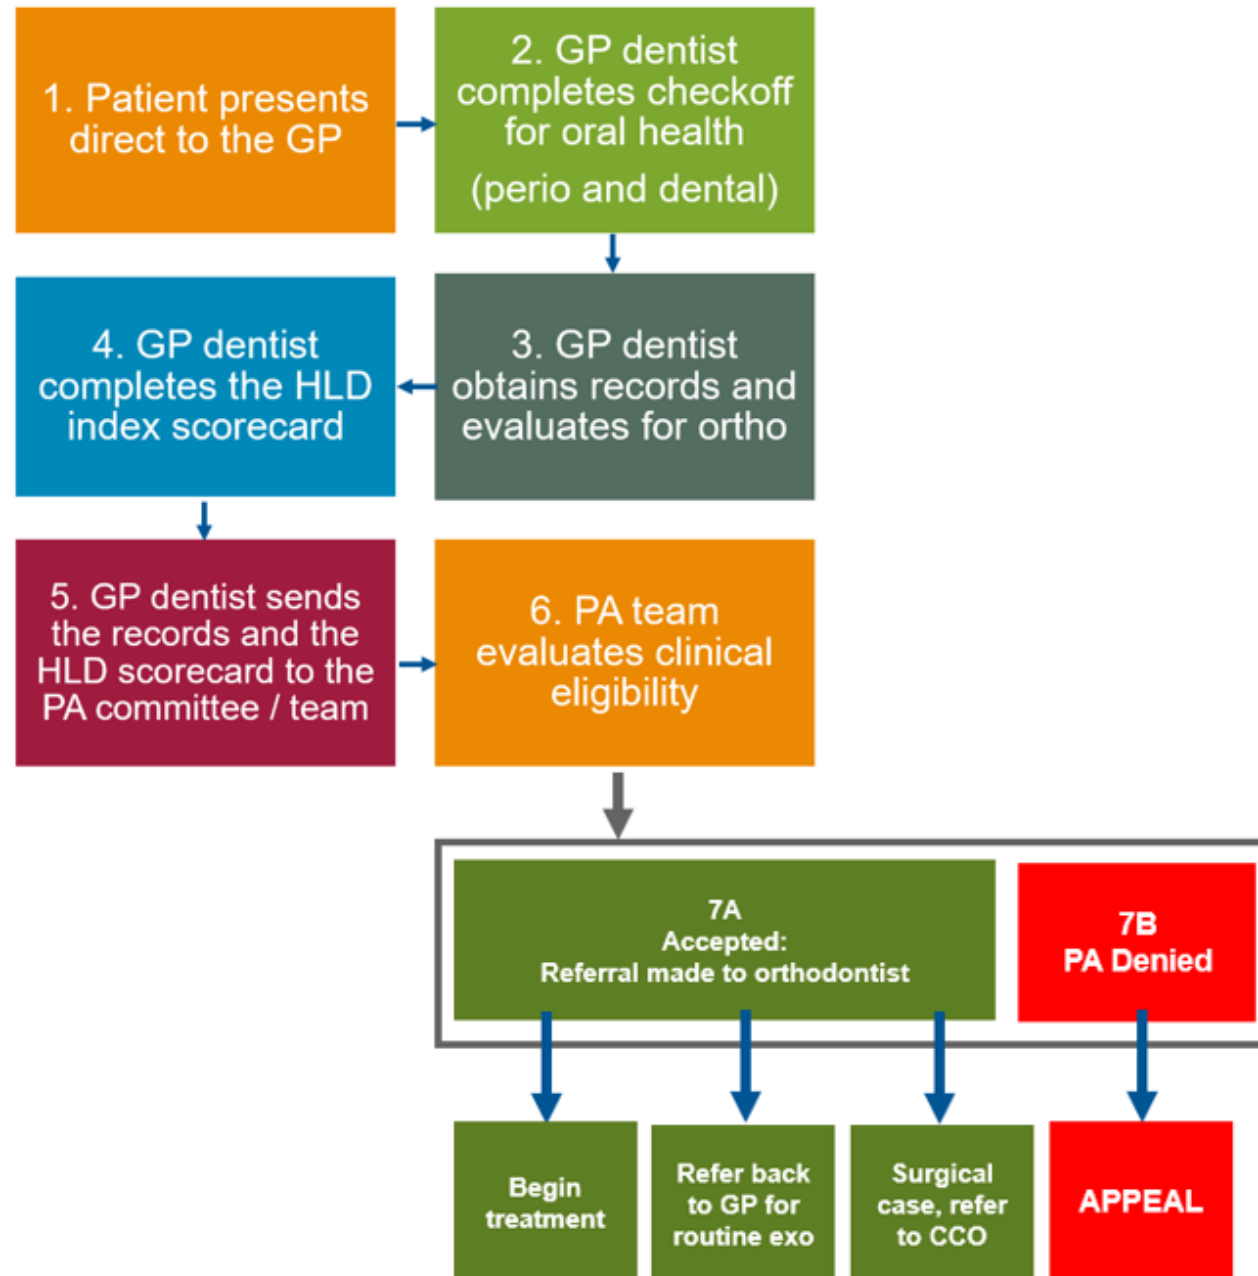 1. Patient presents
direct to the GP
2. GP dentist
completes checkoff
for oral health
(perio and dental)
3. GP dentist
obtains records and
evaluates for ortho
4. GP dentist
completes the HLD
index scorecard
5. GP dentist sends
the records and the
HLD scorecard to the
PA committee / team
6. PA team
evaluates clinical
eligibility
7A
Accepted:
Referral made to orthodontist
7B
PA Denied
Begin
treatment
Refer back
to GP for
routine exo
Surgical
case, refer
to CCO
APPEAL